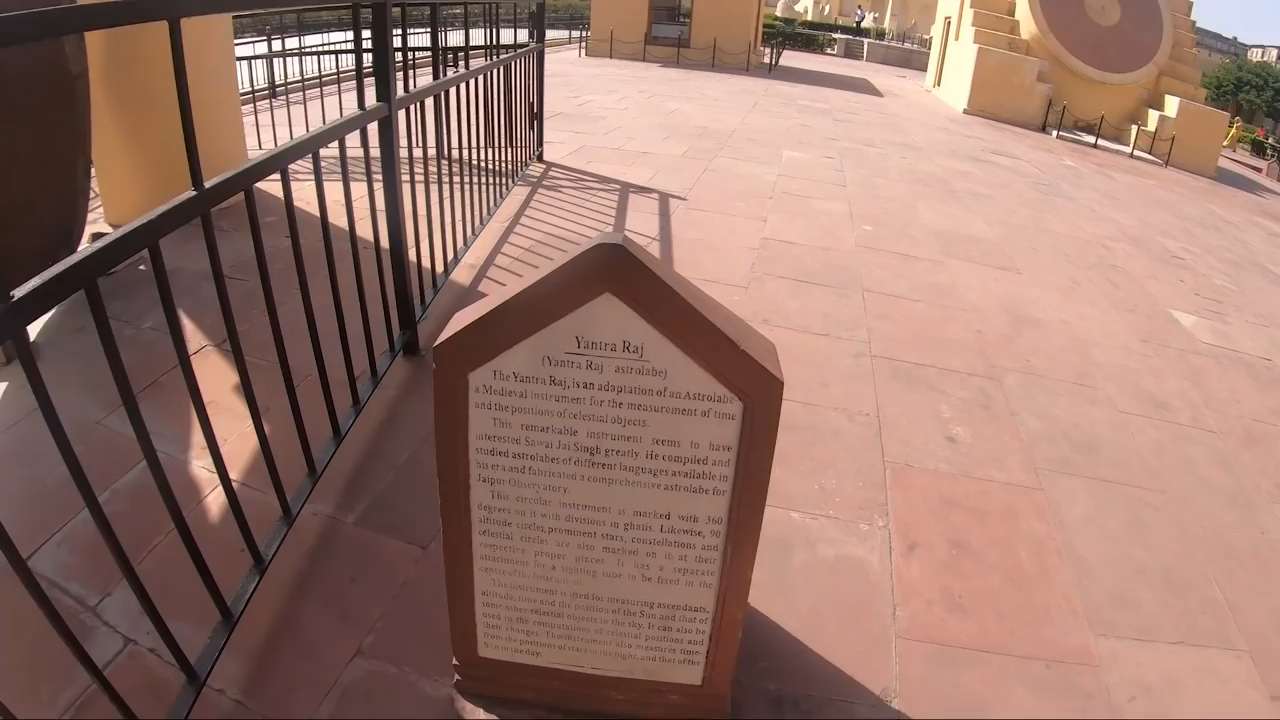 Yantra Raj
(Yantra Raj : astrolabe)
The Yantra Raj, is an adaptation of an Astrolabe-
a Medieval instrument for the measurement of time
and the positions of celestial objects.
This remarkable instrument seems to have
interested Sawai Jai Singh greatly. He compiled and
studied astrolabes of different languages available in
his era and fabricated a comprehensive astrolabe for
Jaipur Observatory.
This circular instrument is marked with 360
degrees on it with divisions in ghatis. Likewise, 90
altitude circles, prominent stars, constellations and
celestial circles are also marked on it at their
respective proper places. It has a separate
attachment for a sighting tube to be fixed in the
centre of the instrument.
The instrument is used for measuring ascendants,
altitude, time and the position of the Sun and that of
some other celestial objects in the sky. It can also be
used in the computations of celestial positions and
their changes. The instrument also measures time-
from the positions of stars in the night, and that of the
Sun in the day.